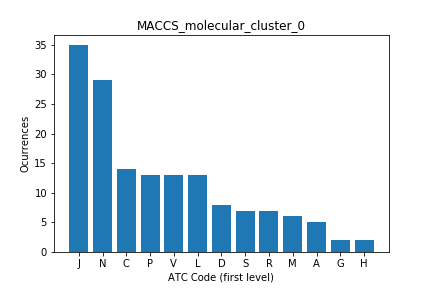 MACCS_molecular_cluster_0
35
30
25
20
15
10
5
0
Ocurrences
J N C P V L D S R M A G H
ATC Code (first level)